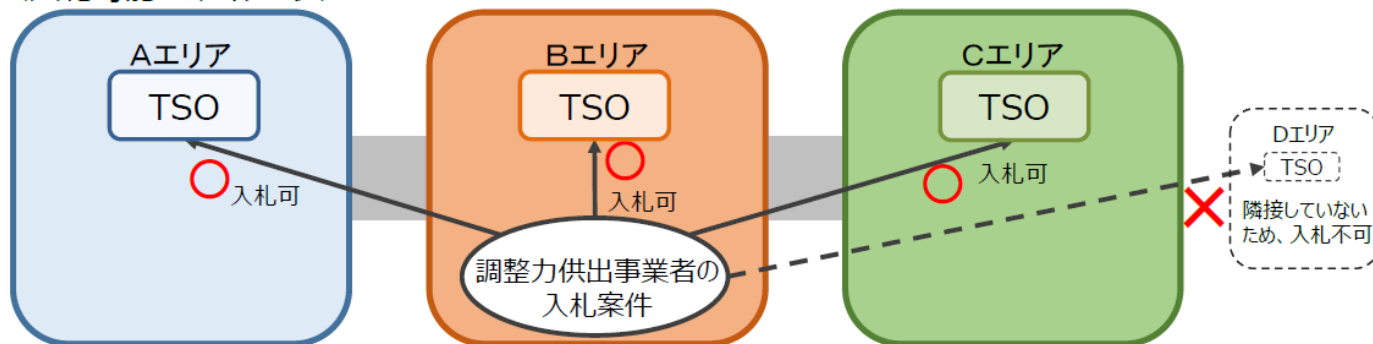 Aエリア
TSO
入札可
Bエリア
TSO
入札可
Cエリア
TSO
入札可
調整力供出事業者の
入札案件
Dエリア
TSO
隣接していない
ため、入札不可